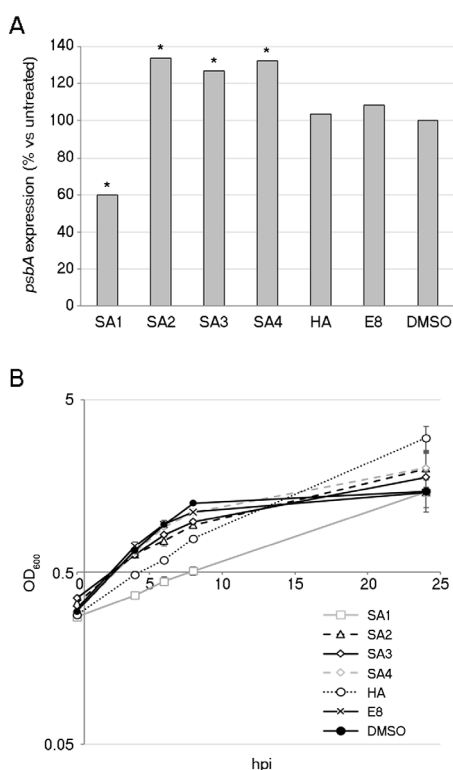 A
psbA expression (% vs untreated)
140
120
100
80
60
40
20
0
*
*
*
*
SA1 SA2 SA3 SA4 HA E8 DMSO
B
OD600
5
0.5
0.05
0 5 10 15 20 25
SA1
SA2
SA3
SA4
HA
E8
DMSO
hpi